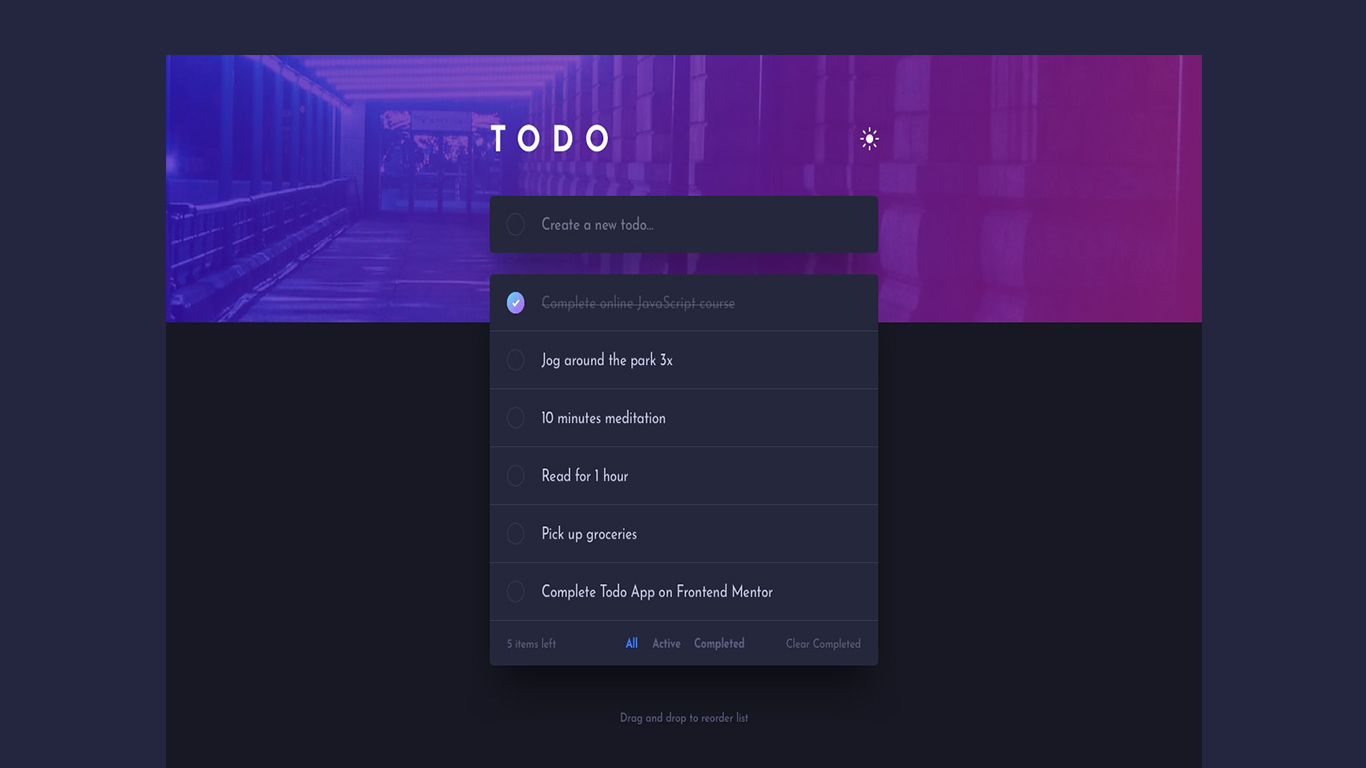 TODO
Create a new todo...
Complete online JavaScript course
Jog around the park 3x
10 minutes meditation
Read for 1 hour
Pick up groceries
Complete Todo App on Frontend Mentor
5 items left All Active Completed Clear Completed
Drag and drop to reorder list